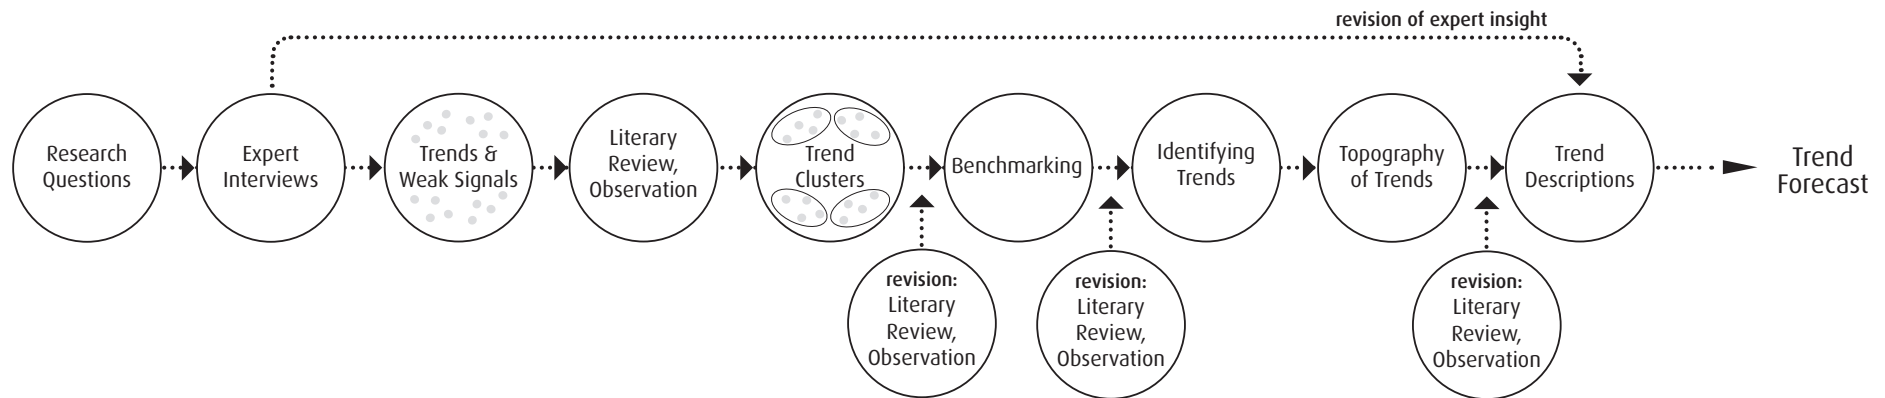 revision of expert insight
Research
Questions
Expert
Interviews
Trends &
Weak Signals
Literary
Review,
Observation
Trend
Clusters
Benchmarking
Identifying
Trends
Topography
of Trends
Trend
Descriptions
Trend
Forecast
revision:
Literary
Review,
Observation
revision:
Literary
Review,
Observation
revision:
Literary
Review,
Observation